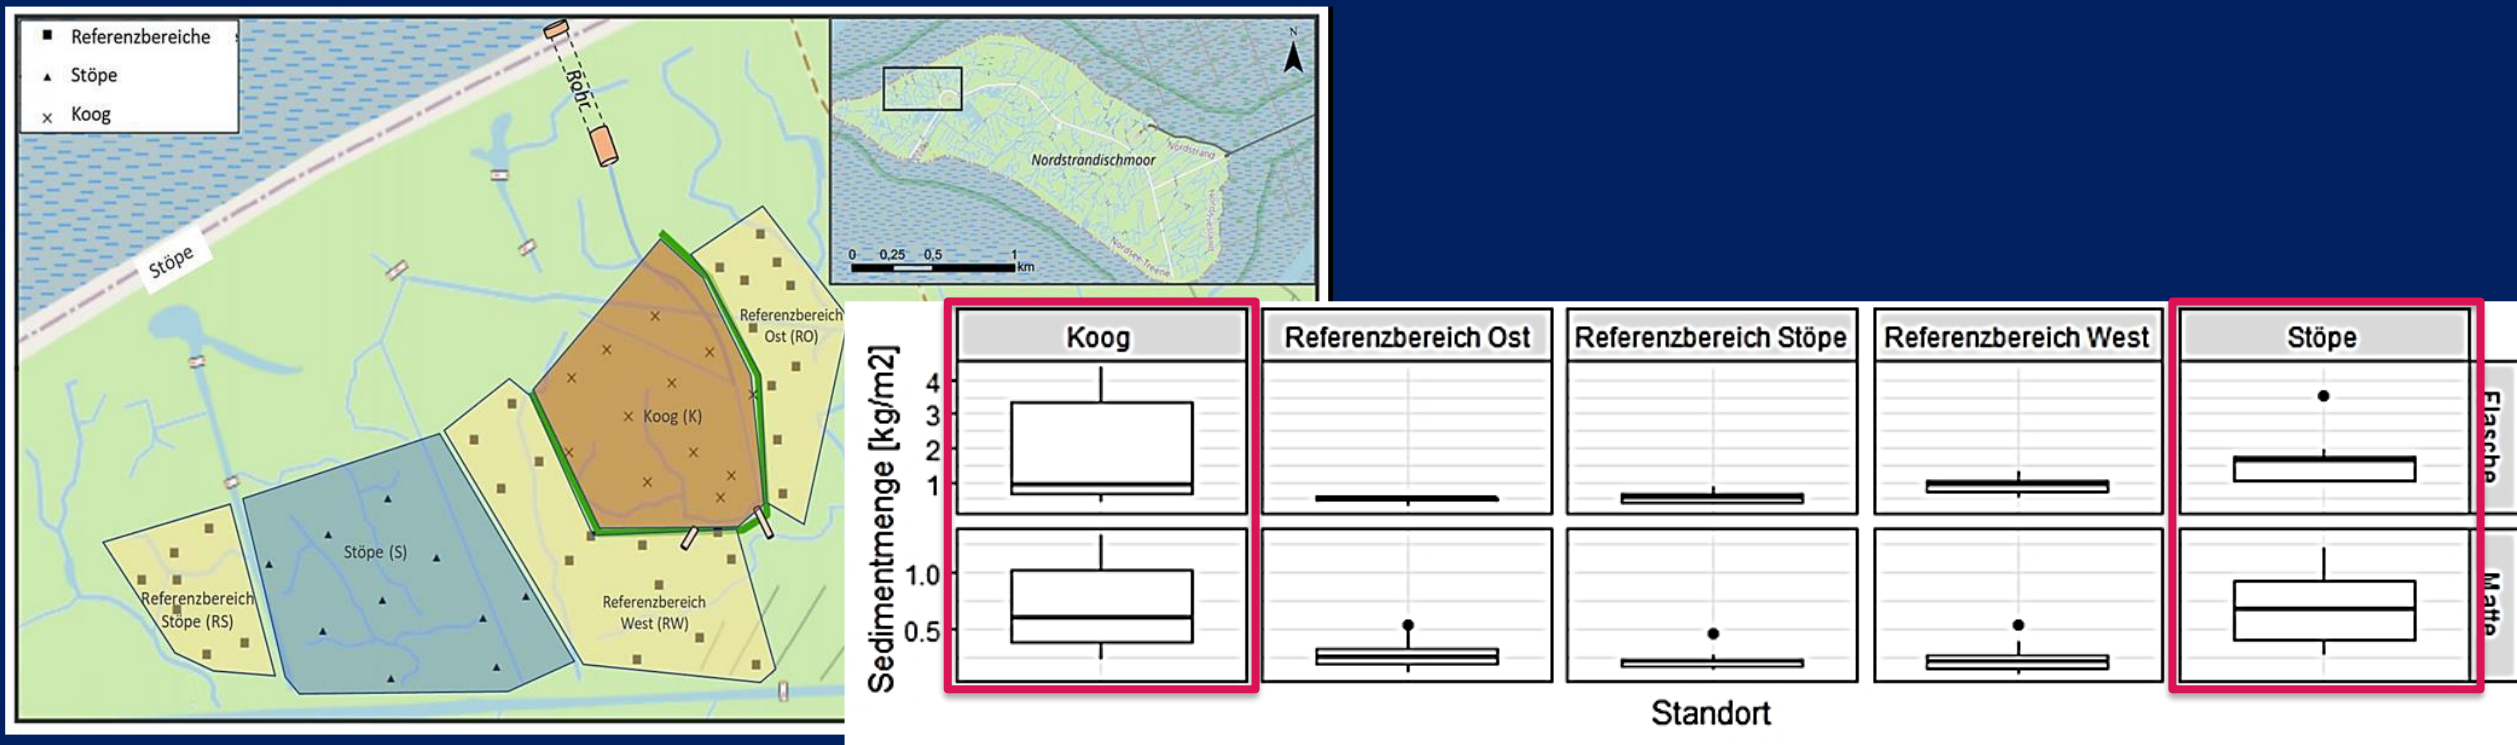 Referenzbereiche
Stöpe
Koog
Rohr
Stöpe
N
Nordstrandischmoor
Nordstrand
Nordsee-Treene
0 0,25 0,5 1
km
Referenzbereich
Ost (RO)
Koog (K)
Stöpe (S)
Referenzbereich
Stöpe (RS)
Referenzbereich
West (RW)
Koog
Referenzbereich Ost
Referenzbereich Stöpe
Referenzbereich West
Stöpe
Sedimentmenge [kg/m2]
4
3
2
1
Flasche
1.0
0.5
Matte
Standort